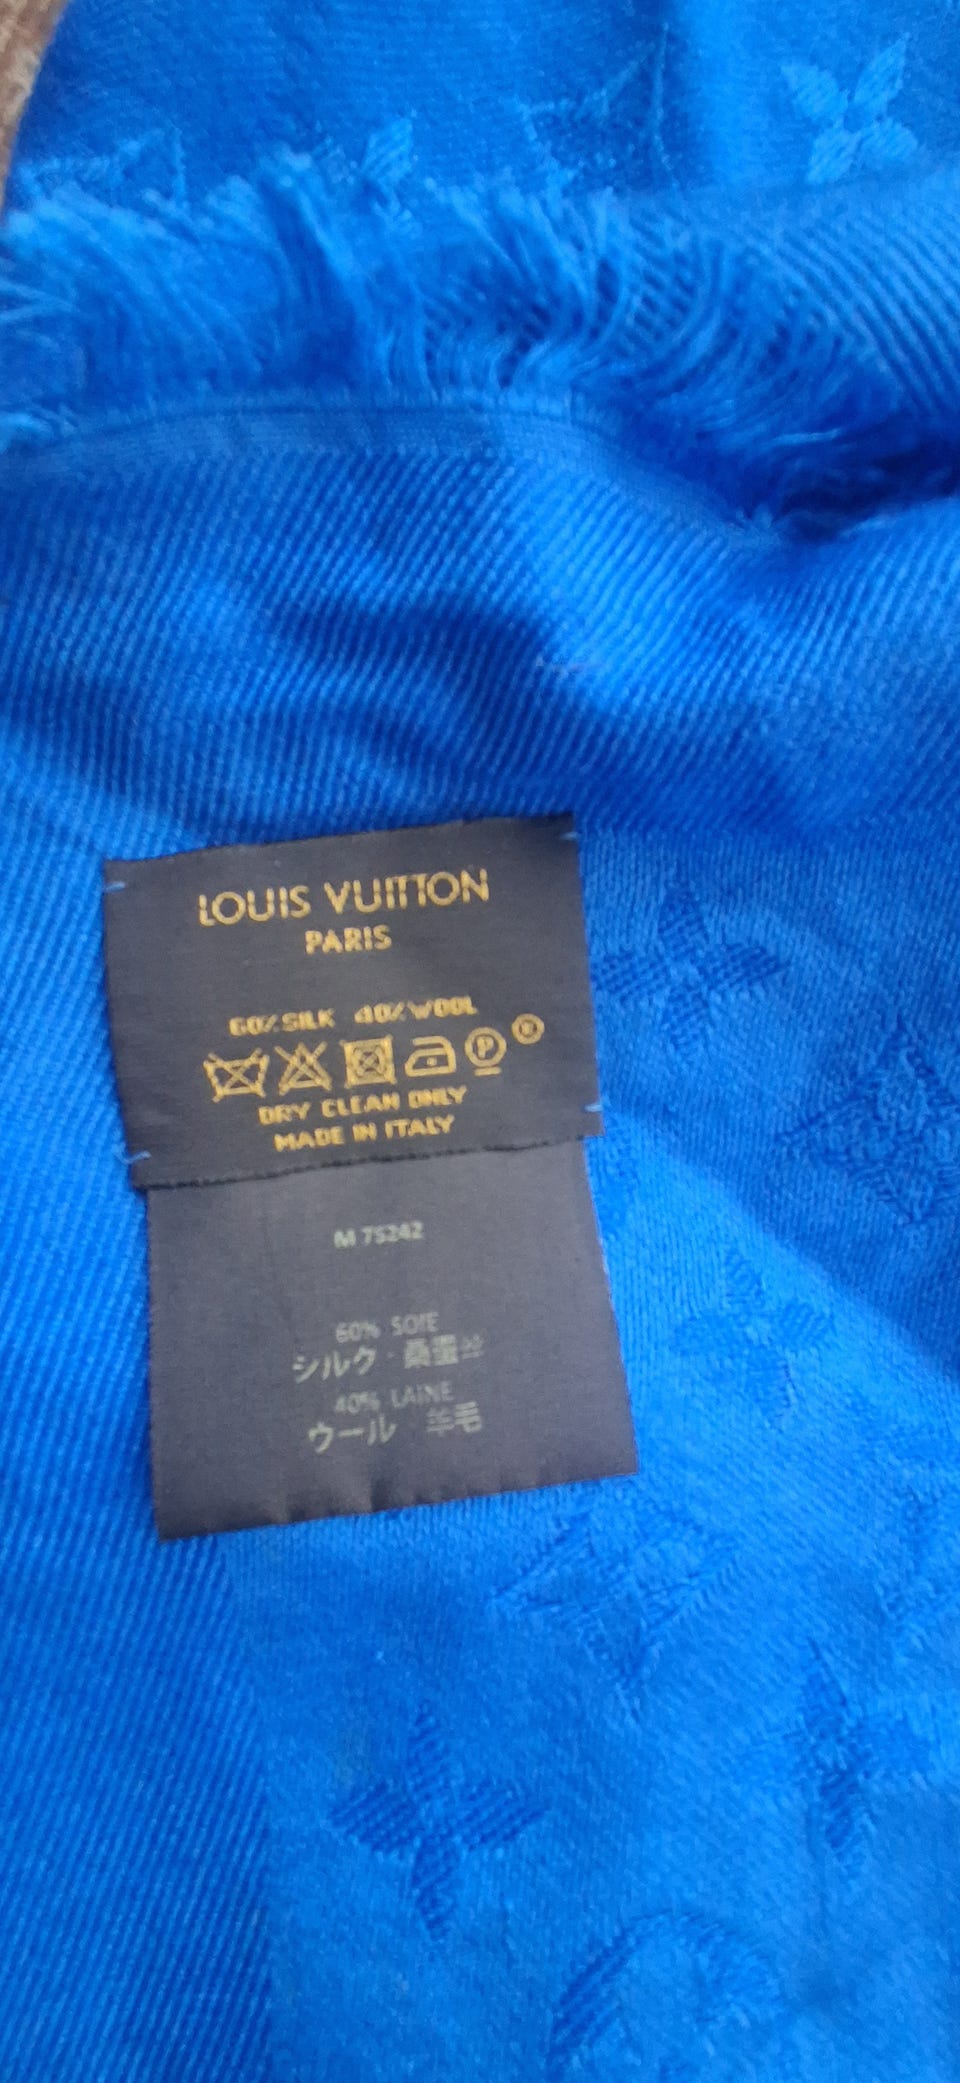 LOUIS VUITTON
PARIS
60% SILK 40% WOOL
P
®
DRY CLEAN ONLY
MADE IN ITALY
M 75242
60% SOIE
シルク・桑蚕丝
40% LAINE
ウール 羊毛